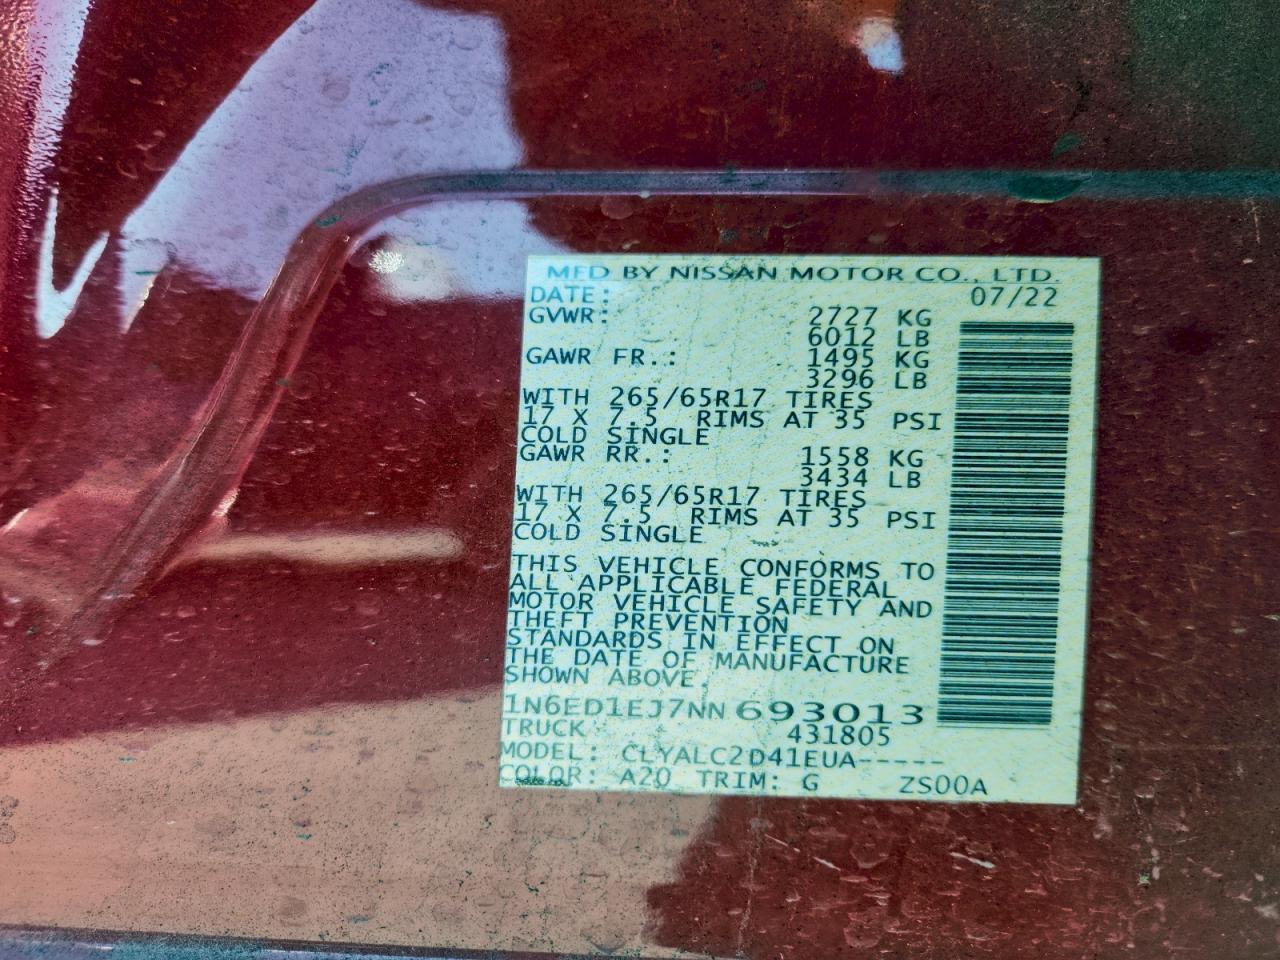 MFD BY NISSAN MOTOR CO., LTD.
DATE: 07/22
GVWR: 2727 KG
6012 LB
GAWR FR.: 1495 KG
3296 LB
WITH 265/65R17 TIRES
17 X 7.5 RIMS AT 35 PSI
COLD SINGLE
GAWR RR.: 1558 KG
3434 LB
WITH 265/65R17 TIRES
17 X 7.5 RIMS AT 35 PSI
COLD SINGLE
THIS VEHICLE CONFORMS TO
ALL APPLICABLE FEDERAL
MOTOR VEHICLE SAFETY AND
THEFT PREVENTION
STANDARDS IN EFFECT ON
THE DATE OF MANUFACTURE
SHOWN ABOVE
1N6ED1EJ7NN693013
TRUCK 431805
MODEL: CLYALC2D41EUA-----
COLOR: A20 TRIM: G ZS00A